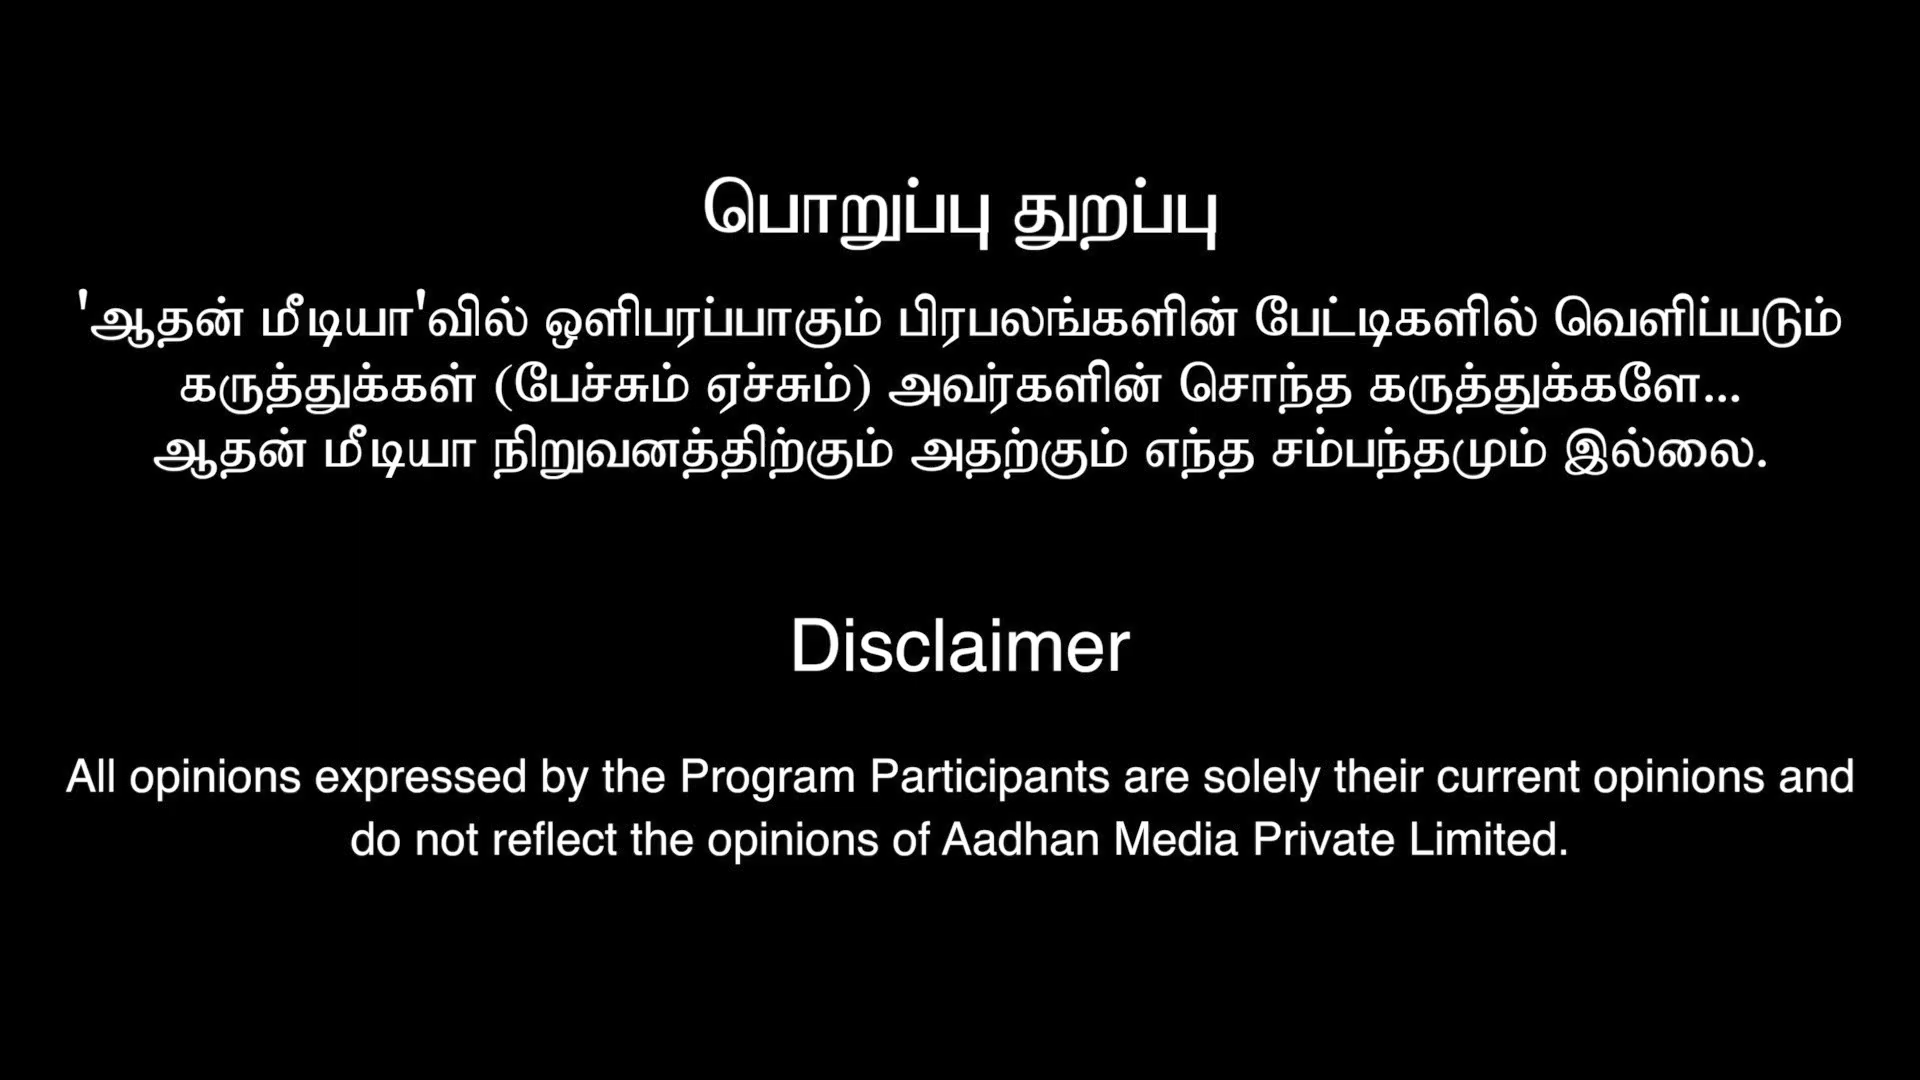 பொறுப்பு துறப்பு
'ஆதன் மீடியா'வில் ஒளிபரப்பாகும் பிரபலங்களின் பேட்டிகளில் வெளிப்படும்
கருத்துக்கள் (பேச்சும் ஏச்சும்) அவர்களின் சொந்த கருத்துக்களே...
ஆதன் மீடியா நிறுவனத்திற்கும் அதற்கும் எந்த சம்பந்தமும் இல்லை.
Disclaimer
All opinions expressed by the Program Participants are solely their current opinions and
do not reflect the opinions of Aadhan Media Private Limited.